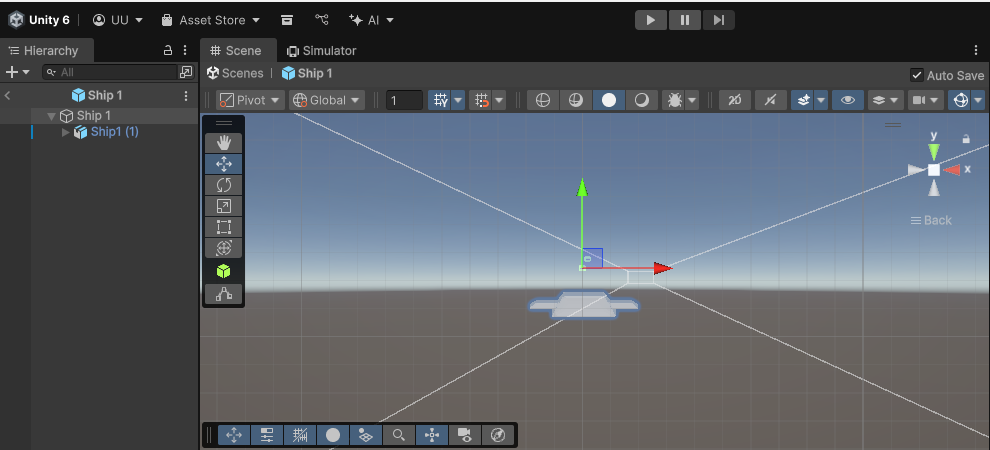 Unity 6 UU Asset Store AI
Hierarchy Scene Simulator
All Scenes Ship 1 Auto Save
Ship 1 Pivot Global 1 2D
Ship 1
Ship1 (1)
y
x
Back